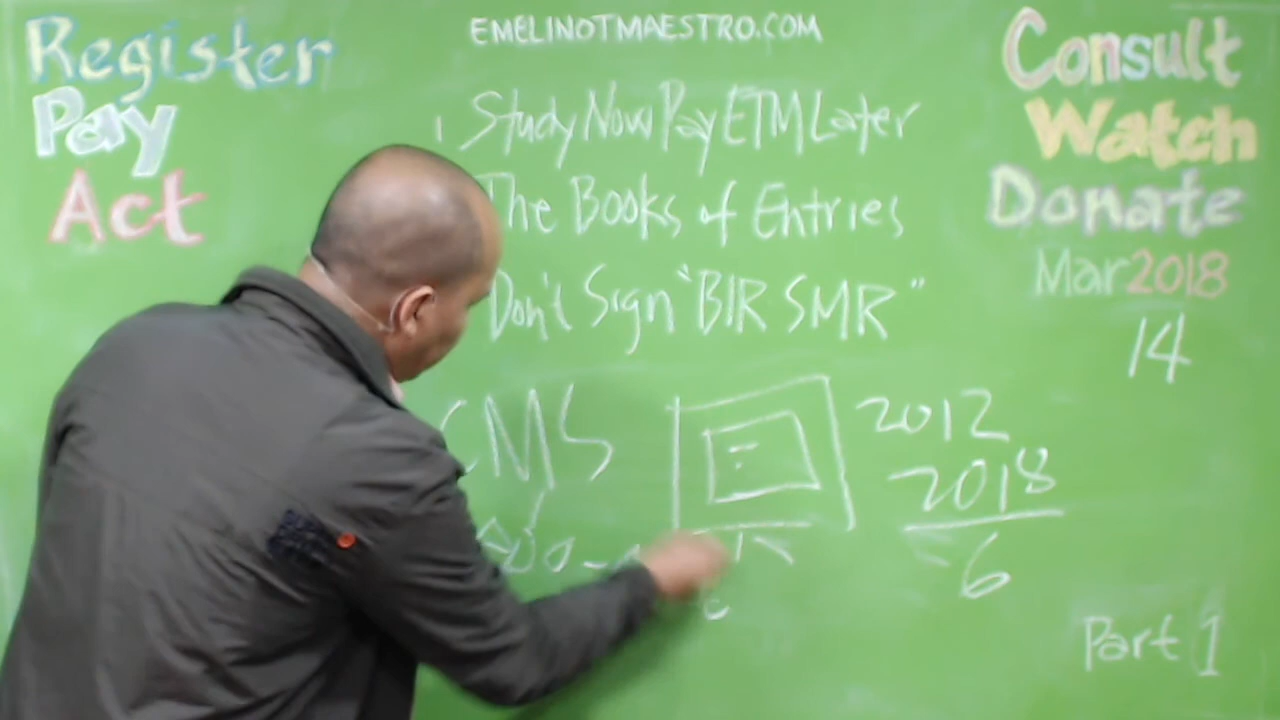 EMELINOTMAESTRO.COM
Register
Pay
Act
1 Study Now Pay ETM Later
The Books of Entries
Don't Sign "BIR SMR"
Consult
Watch
Donate
Mar 2018
14
CMS
2012
2018
6
Part 1